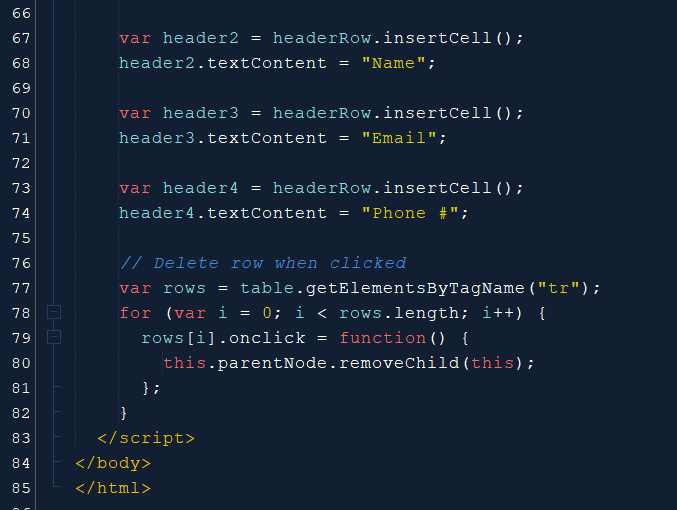 66
67 var header2 = headerRow.insertCell();
68 header2.textContent = "Name";
69
70 var header3 = headerRow.insertCell();
71 header3.textContent = "Email";
72
73 var header4 = headerRow.insertCell();
74 header4.textContent = "Phone #";
75
76 // Delete row when clicked
77 var rows = table.getElementsByTagName("tr");
78 for (var i = 0; i < rows.length; i++) {
79 rows[i].onclick = function() {
80 this.parentNode.removeChild(this);
81 };
82 }
83 </script>
84 </body>
85 </html>